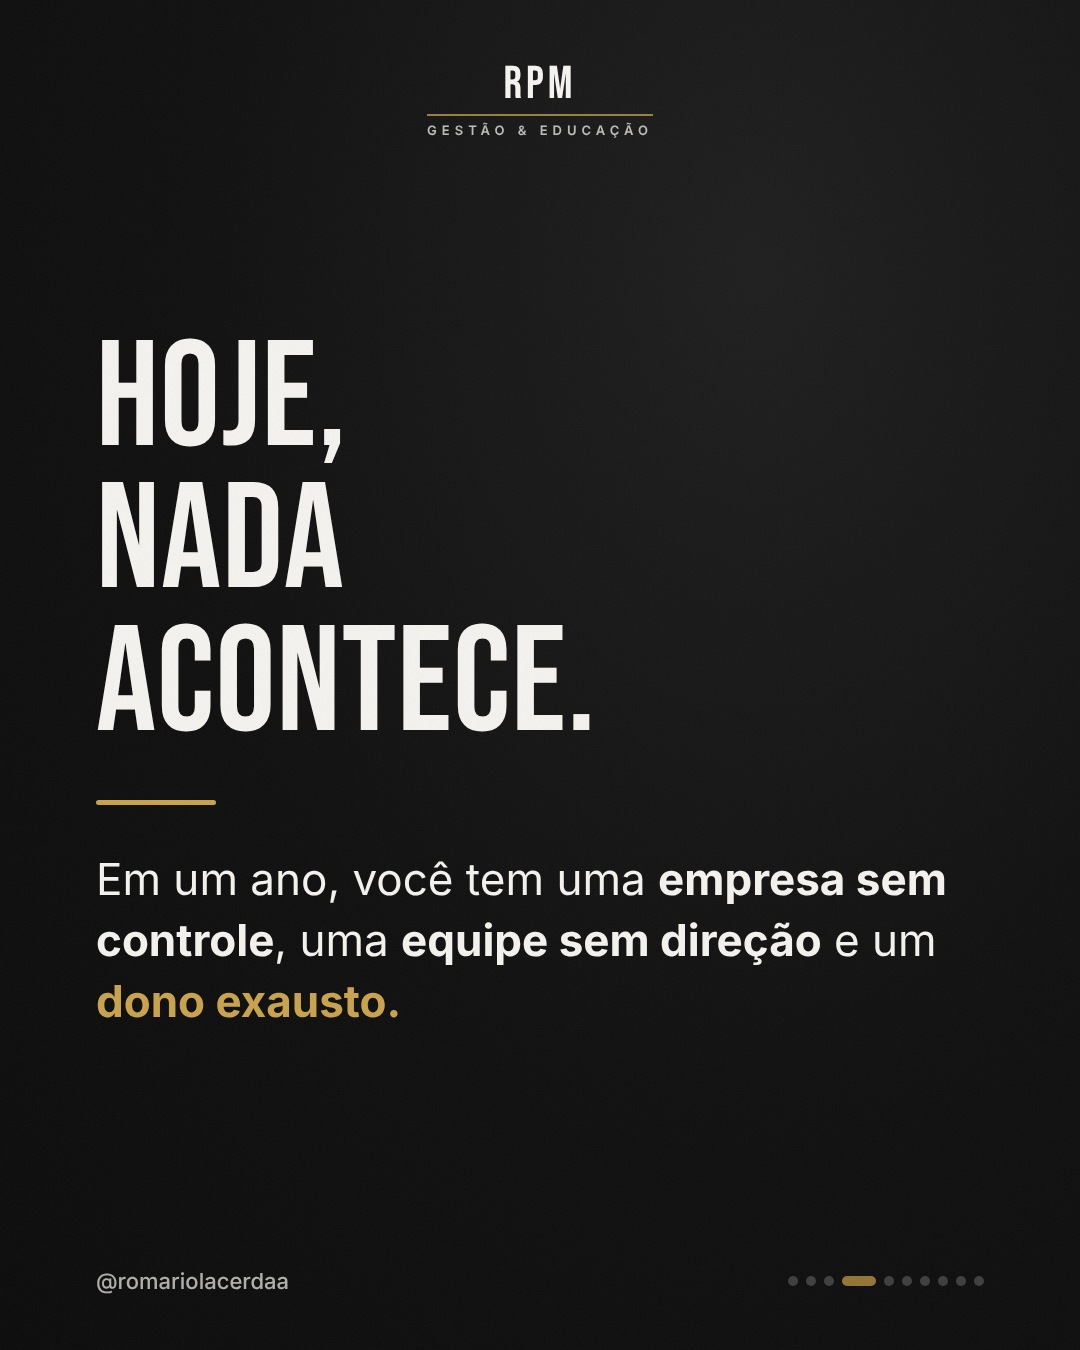 RPM
GESTÃO & EDUCAÇÃO
HOJE,
NADA
ACONTECE.
Em um ano, você tem uma empresa sem
controle, uma equipe sem direção e um
dono exausto.
@romariolacerdaa